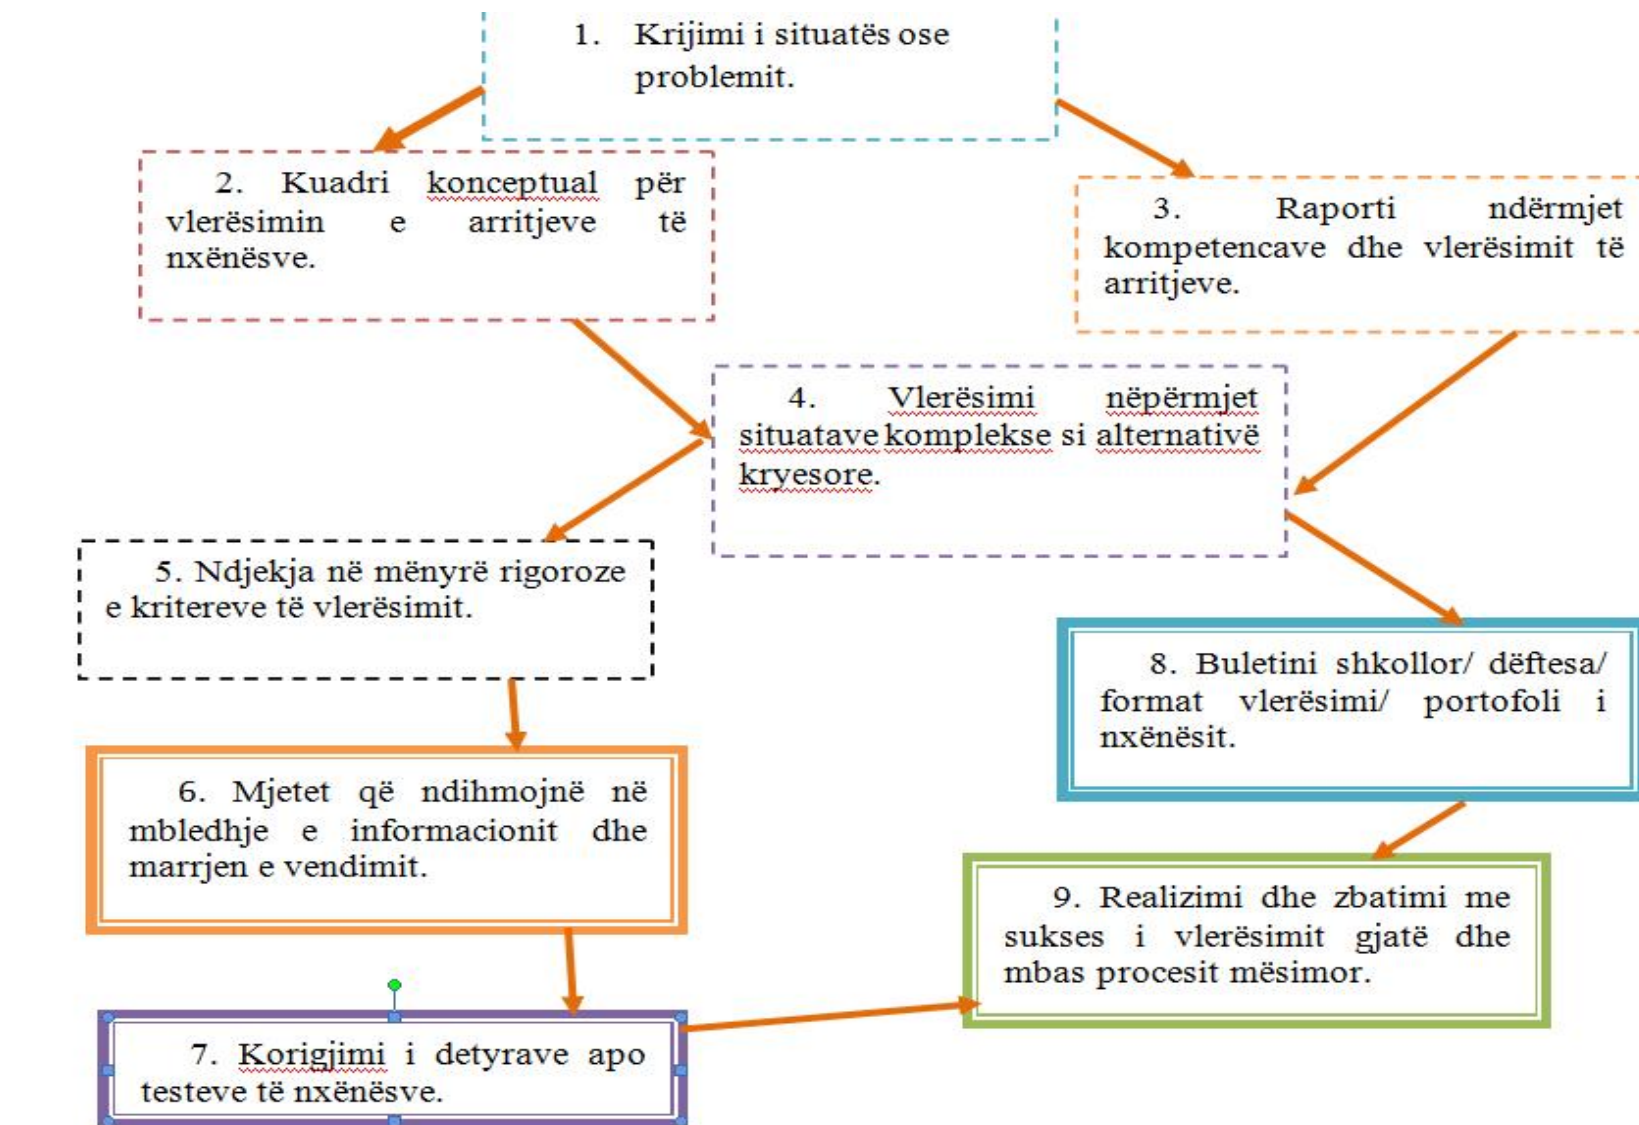 1. Krijimi i situatës ose
problemit.
2. Kuadri konceptual për
vlerësimin e arritjeve të
nxënësve.
3. Raporti ndërmjet
kompetencave dhe vlerësimit të
arritjeve.
4. Vlerësimi nëpërmjet
situatave komplekse si alternativë
kryesore.
5. Ndjekja në mënyrë rigoroze
e kritereve të vlerësimit.
6. Mjetet që ndihmojnë në
mbledhje e informacionit dhe
marrjen e vendimit.
7. Korigjimi i detyrave apo
testeve të nxënësve.
8. Buletini shkollor/ dëftesa/
format vlerësimi/ portofoli i
nxënësit.
9. Realizimi dhe zbatimi me
sukses i vlerësimit gjatë dhe
mbas procesit mësimor.